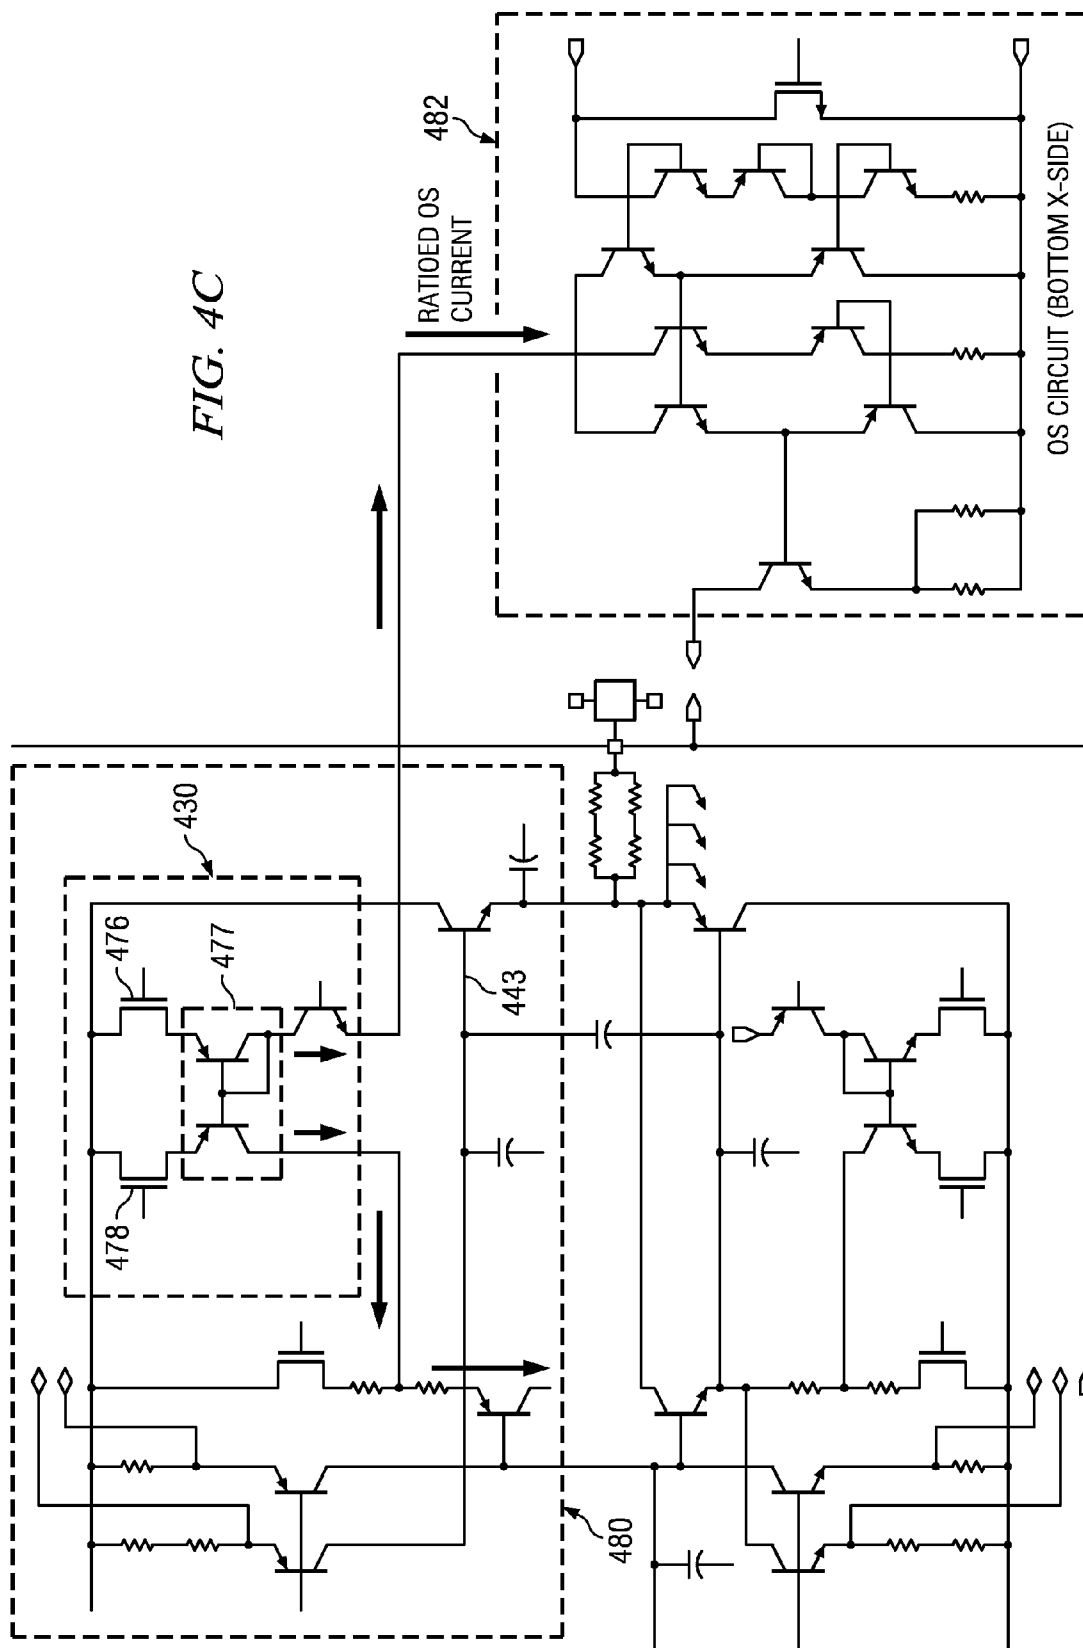 FIG. 4C
482
RATIOED OS
CURRENT
430
476
477
478
443
480
OS CIRCUIT (BOTTOM X-SIDE)